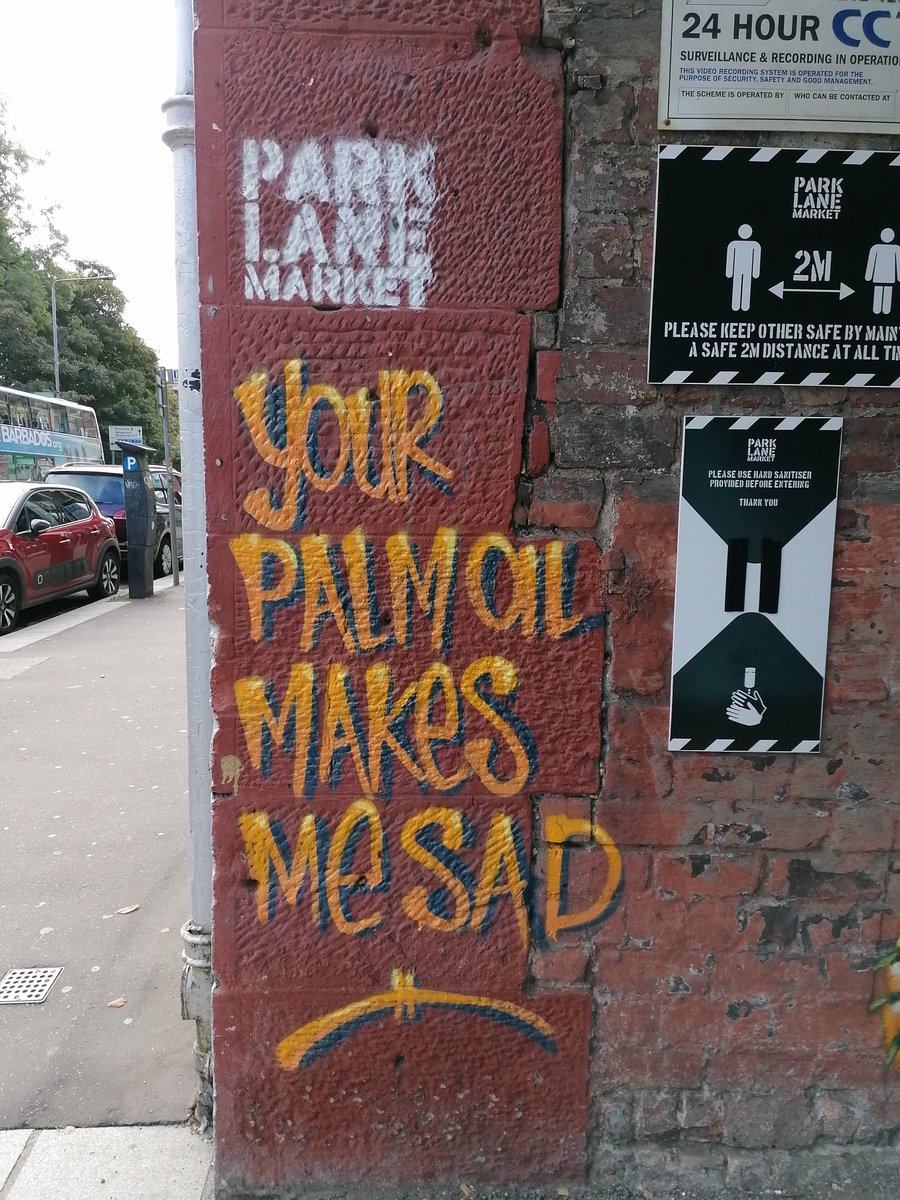 PARK
LANE
MARKET
YOUR
PALM OIL
MAKES
ME SAD
24 HOUR CC
SURVEILLANCE & RECORDING IN OPERATIO
THIS VIDEO RECORDING SYSTEM IS OPERATED FOR THE
PURPOSE OF SECURITY, SAFETY AND GOOD MANAGEMENT.
THE SCHEME IS OPERATED BY
WHO CAN BE CONTACTED AT
PARK
LANE
MARKET
2M
PLEASE KEEP OTHER SAFE BY MAIN
A SAFE 2M DISTANCE AT ALL TI
PARK
LANE
MARKET
PLEASE USE HAND SANITISER
PROVIDED BEFORE ENTERING
THANK YOU
BARBADOS.org
P